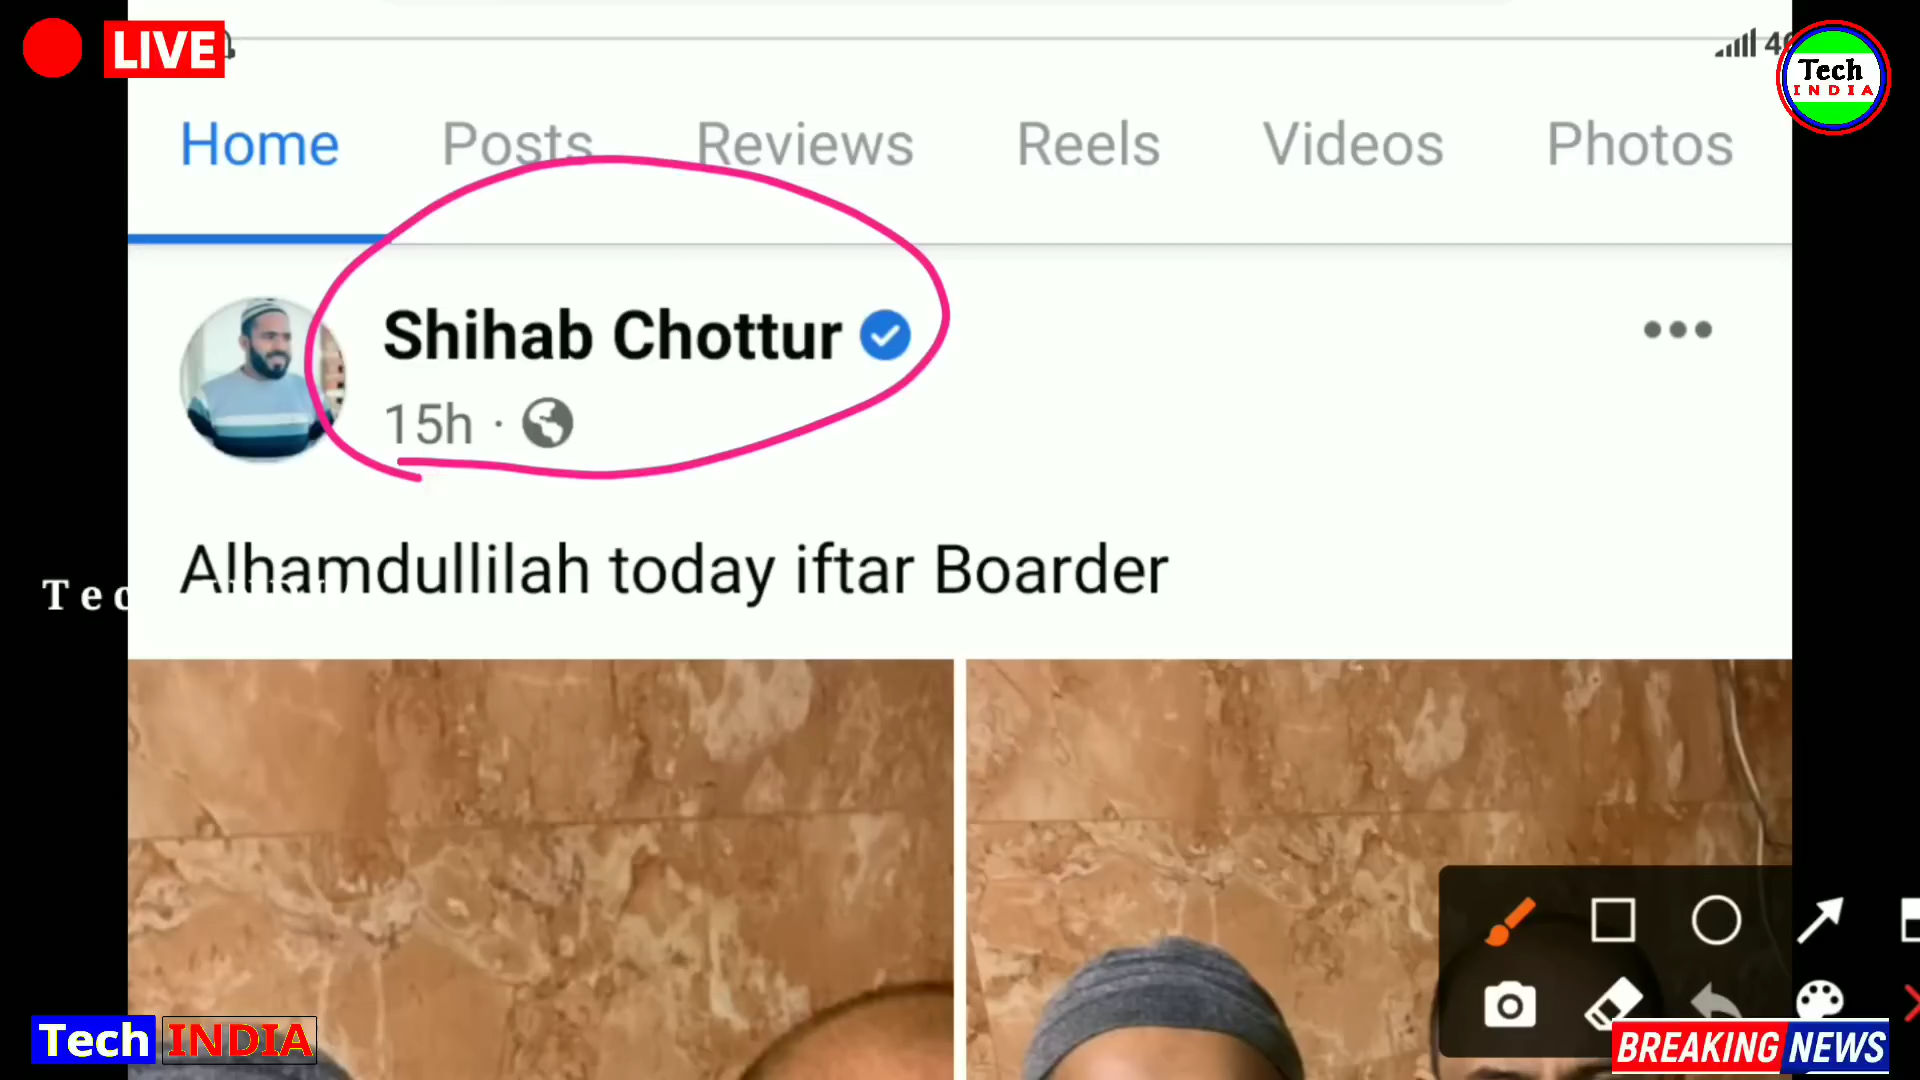 LIVE
Tech
INDIA
Home Posts Reviews Reels Videos Photos
Shihab Chottur
15h ·
Alhamdullilah today iftar Boarder
Tech INDIA
BREAKING NEWS